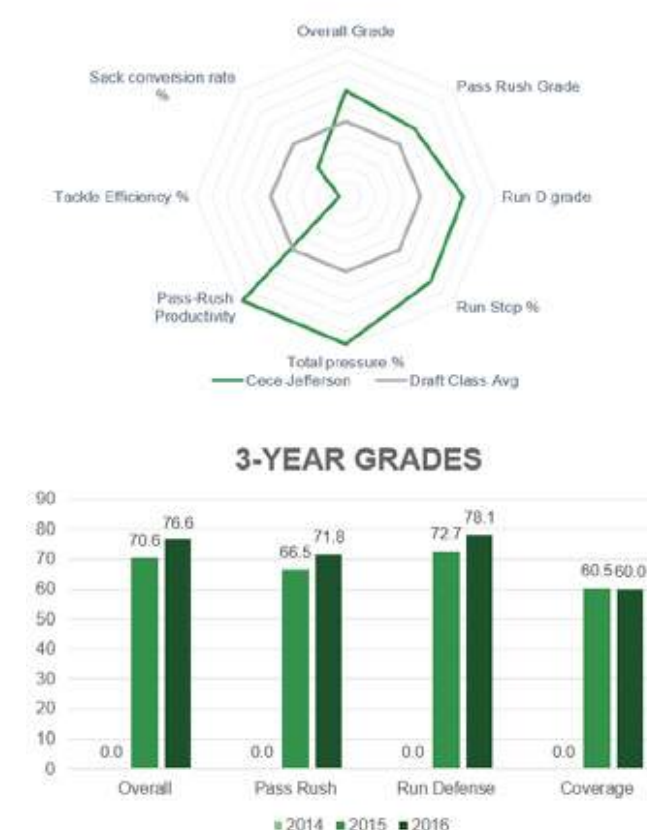 Overall Grade
Sack conversion rate
%
Pass Rush Grade
Tackle Efficiency %
Run D grade
Pass-Rush
Productivity
Run Stop %
Total pressure %
Cece Jefferson
Draft Class Avg
3-YEAR GRADES
90
80
70
60
50
40
30
20
10
0
0.0 70.6 76.6
0.0 66.5 71.8
0.0 72.7 78.1
0.0 60.5 60.0
Overall Pass Rush Run Defense Coverage
2014 2015 2016